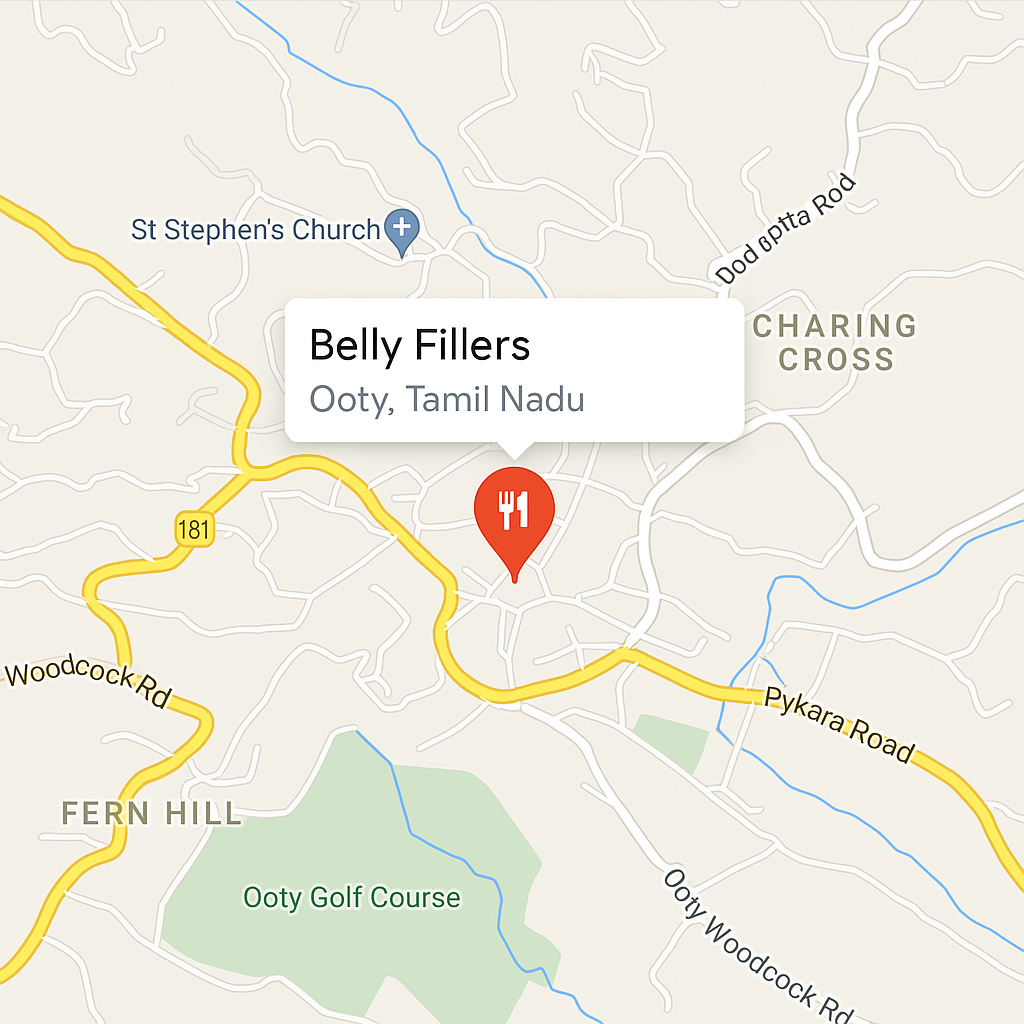 St Stephen's Church
Dod
Rod
Belly Fillers
Ooty, Tamil Nadu
CHARING
CROSS
181
Woodcock Rd
Pykara Road
FERN HILL
Ooty Golf Course
Ooty Woodcock Rd